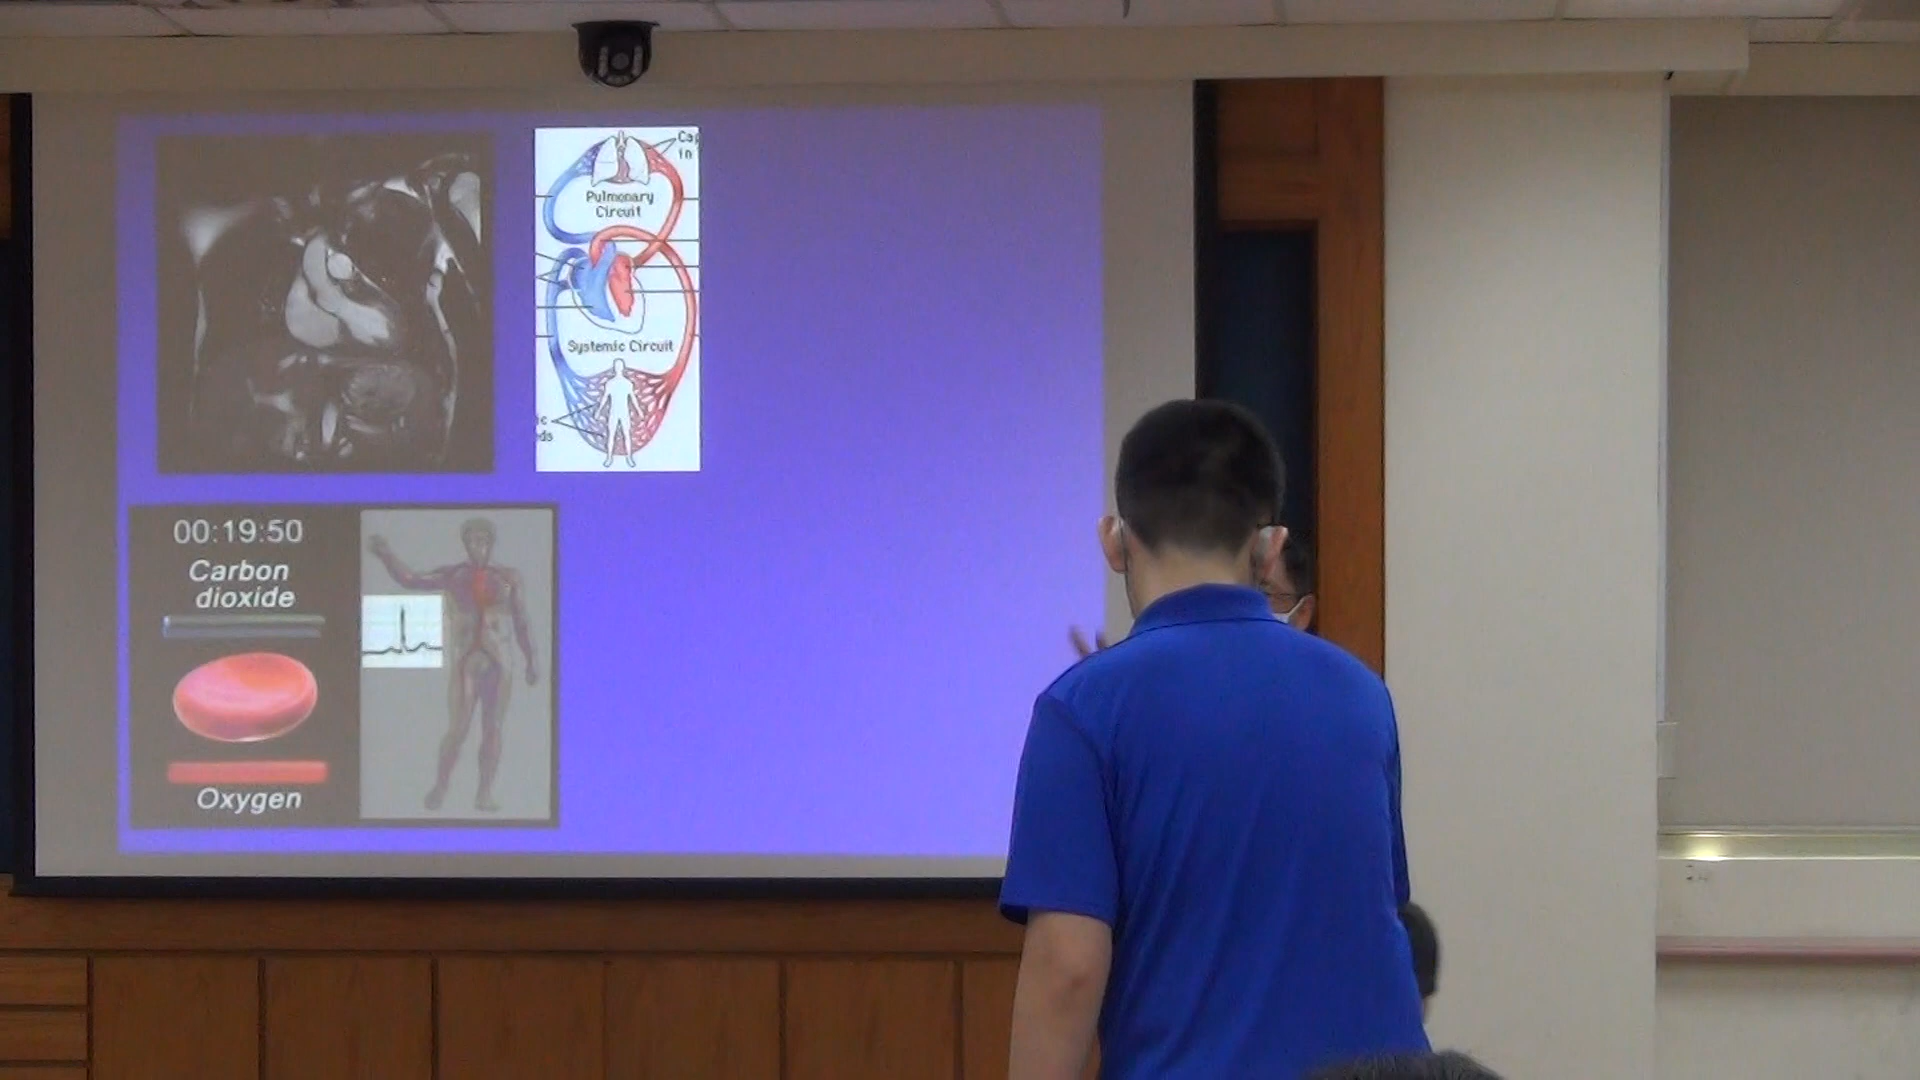 Pulmonary
Circuit
Systemic Circuit
00:19:50
Carbon
dioxide
Oxygen